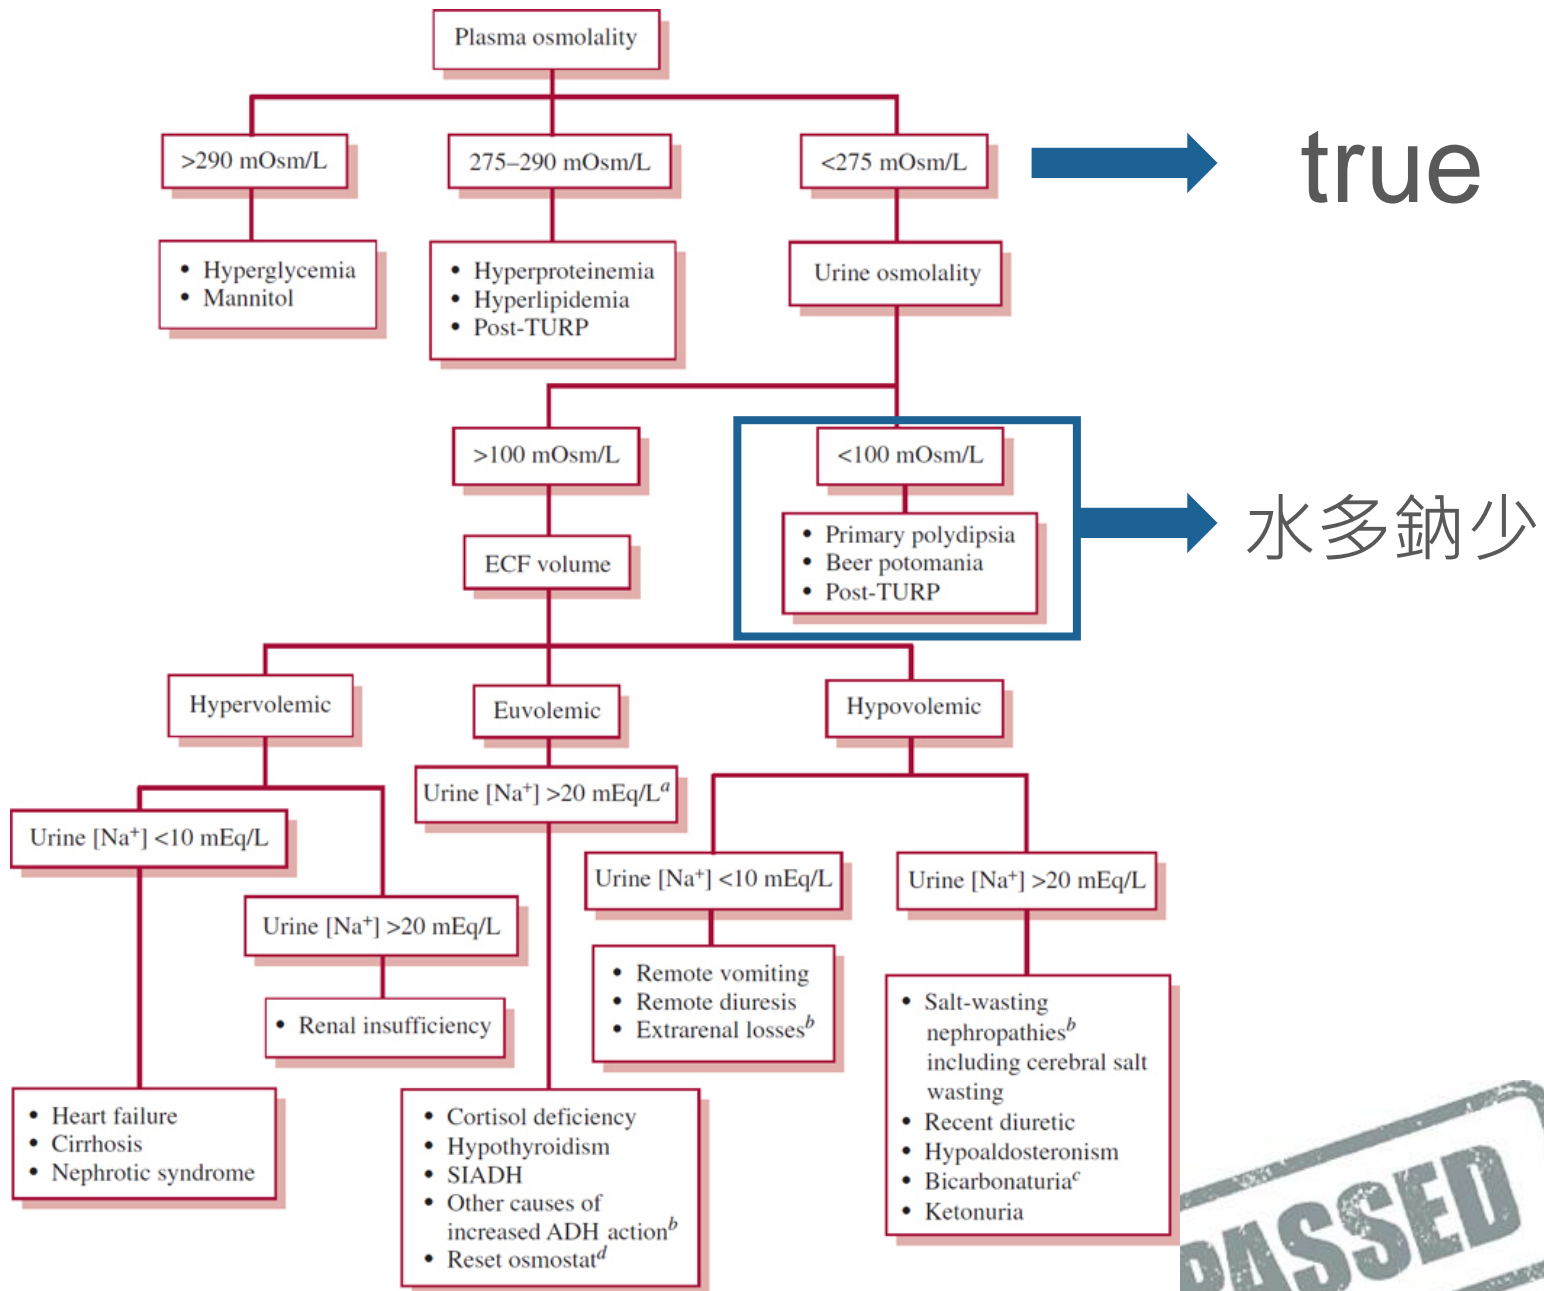 Plasma osmolality
>290 mOsm/L
275–290 mOsm/L
<275 mOsm/L
true
• Hyperglycemia
• Mannitol
• Hyperproteinemia
• Hyperlipidemia
• Post-TURP
Urine osmolality
>100 mOsm/L
<100 mOsm/L
• Primary polydipsia
• Beer potomania
• Post-TURP
水多鈉少
ECF volume
Hypervolemic
Euvolemic
Hypovolemic
Urine [Na⁺] <10 mEq/L
Urine [Na⁺] >20 mEq/L
Urine [Na⁺] >20 mEq/Lᵃ
Urine [Na⁺] <10 mEq/L
Urine [Na⁺] >20 mEq/L
• Renal insufficiency
• Remote vomiting
• Remote diuresis
• Extrarenal lossesᵇ
• Salt-wasting
nephropathiesᵇ
including cerebral salt
wasting
• Recent diuretic
• Hypoaldosteronism
• Bicarbonaturiaᶜ
• Ketonuria
• Heart failure
• Cirrhosis
• Nephrotic syndrome
• Cortisol deficiency
• Hypothyroidism
• SIADH
• Other causes of
increased ADH actionᵇ
• Reset osmostatᵈ
PASSED